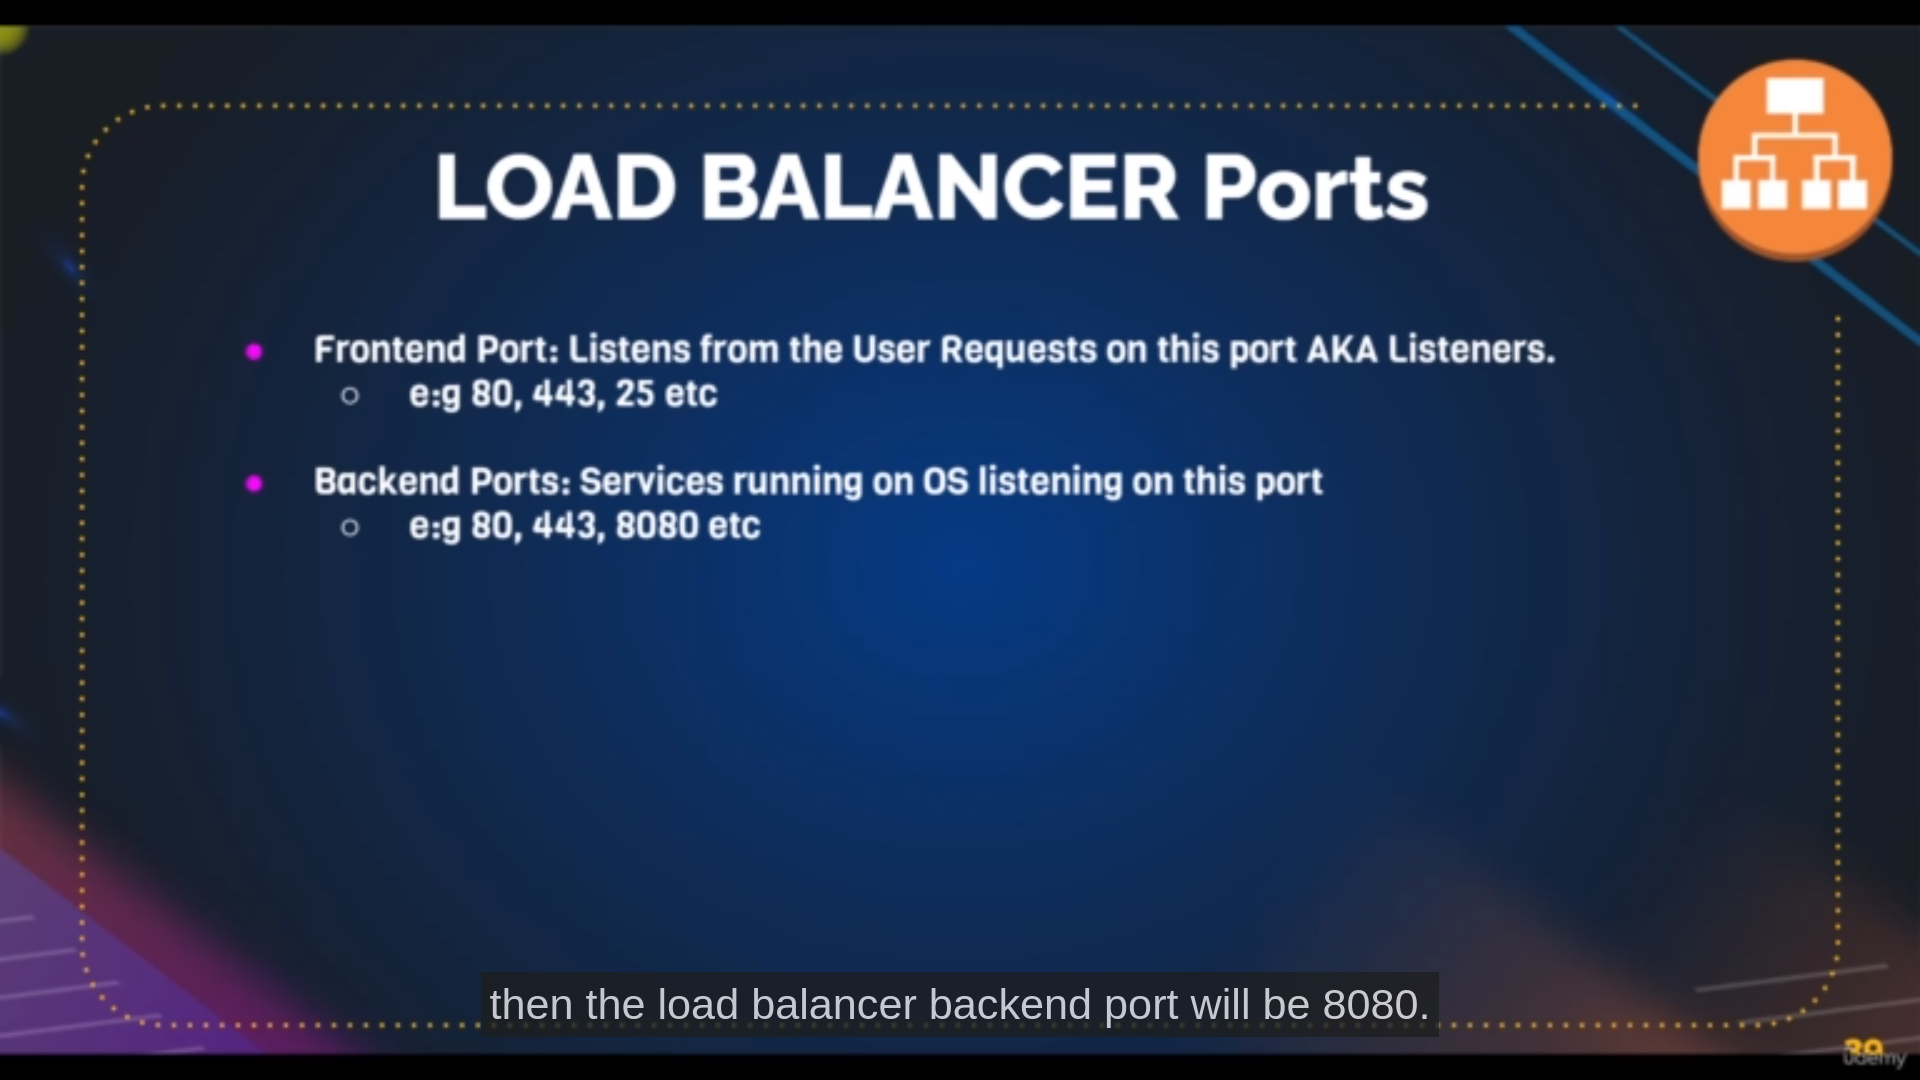 LOAD BALANCER Ports
Frontend Port: Listens from the User Requests on this port AKA Listeners.
e:g 80, 443, 25 etc
Backend Ports: Services running on OS listening on this port
e:g 80, 443, 8080 etc
then the load balancer backend port will be 8080.
39
ûdemy